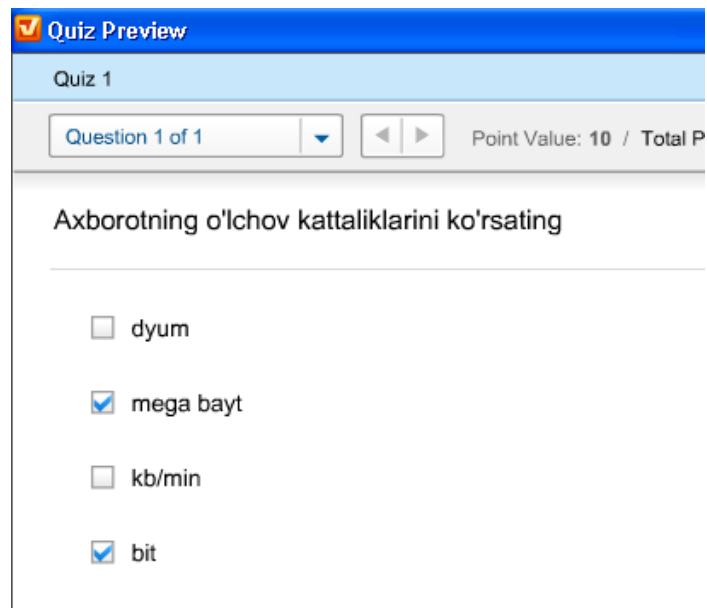 Quiz Preview
Quiz 1
Question 1 of 1 Point Value: 10 / Total P
Axborotning o'lchov kattaliklarini ko'rsating
dyum
mega bayt
kb/min
bit